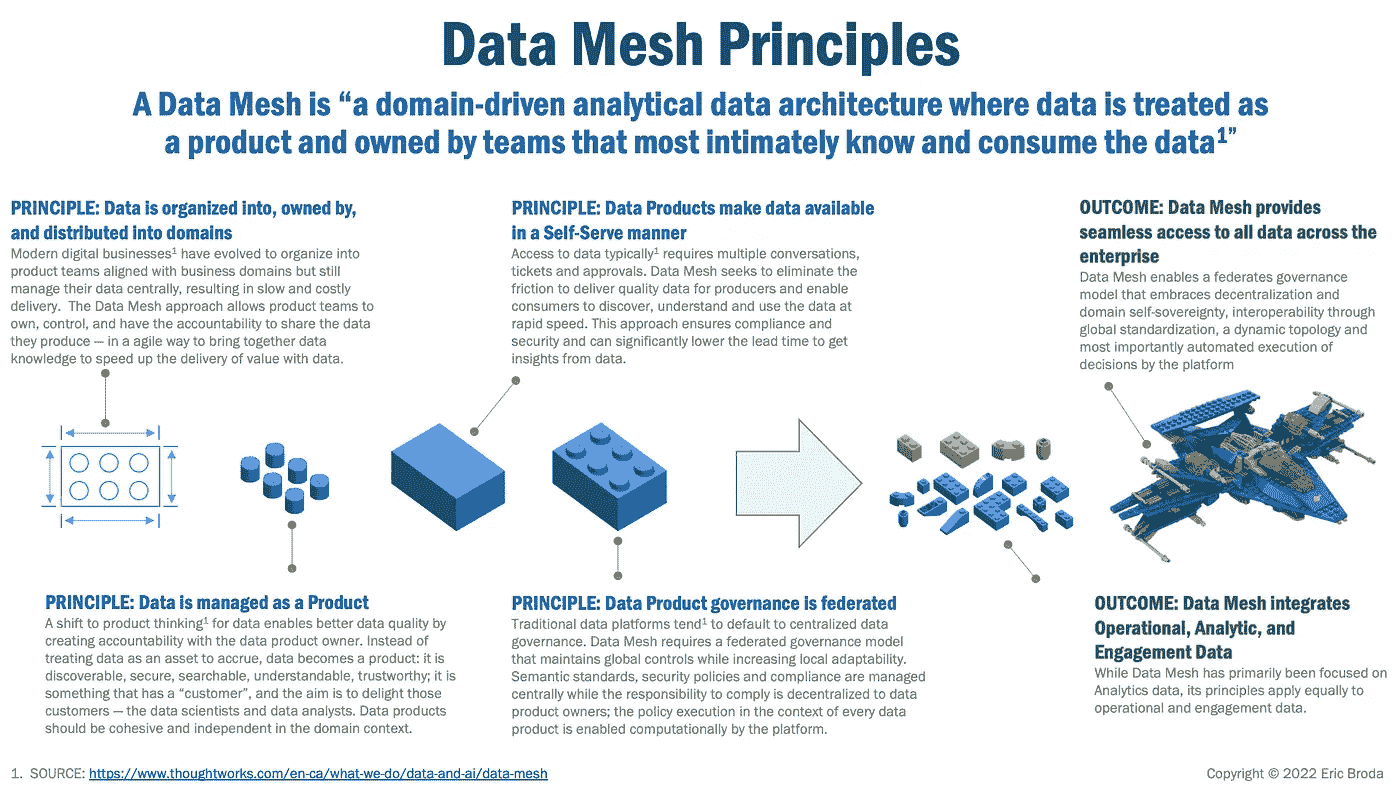 Data Mesh Principles
A Data Mesh is “a domain-driven analytical data architecture where data is treated as
a product and owned by teams that most intimately know and consume the data1”
PRINCIPLE: Data is organized into, owned by,
and distributed into domains
Modern digital businesses1 have evolved to organize into
product teams aligned with business domains but still
manage their data centrally, resulting in slow and costly
delivery. The Data Mesh approach allows product teams to
own, control, and have the accountability to share the data
they produce — in a agile way to bring together data
knowledge to speed up the delivery of value with data.
PRINCIPLE: Data Products make data available
in a Self-Serve manner
Access to data typically1 requires multiple conversations,
tickets and approvals. Data Mesh seeks to eliminate the
friction to deliver quality data for producers and enable
consumers to discover, understand and use the data at
rapid speed. This approach ensures compliance and
security and can significantly lower the lead time to get
insights from data.
OUTCOME: Data Mesh provides
seamless access to all data across the
enterprise
Data Mesh enables a federates governance
model that embraces decentralization and
domain self-sovereignty, interoperability through
global standardization, a dynamic topology and
most importantly automated execution of
decisions by the platform
PRINCIPLE: Data is managed as a Product
A shift to product thinking1 for data enables better data quality by
creating accountability with the data product owner. Instead of
treating data as an asset to accrue, data becomes a product: it is
discoverable, secure, searchable, understandable, trustworthy; it is
something that has a “customer”, and the aim is to delight those
customers — the data scientists and data analysts. Data products
should be cohesive and independent in the domain context.
PRINCIPLE: Data Product governance is federated
Traditional data platforms tend1 to default to centralized data
governance. Data Mesh requires a federated governance model
that maintains global controls while increasing local adaptability.
Semantic standards, security policies and compliance are managed
centrally while the responsibility to comply is decentralized to data
product owners; the policy execution in the context of every data
product is enabled computationally by the platform.
OUTCOME: Data Mesh integrates
Operational, Analytic, and
Engagement Data
While Data Mesh has primarily been focused on
Analytics data, its principles apply equally to
operational and engagement data.
1. SOURCE: https://www.thoughtworks.com/en-ca/what-we-do/data-and-ai/data-mesh
Copyright © 2022 Eric Broda